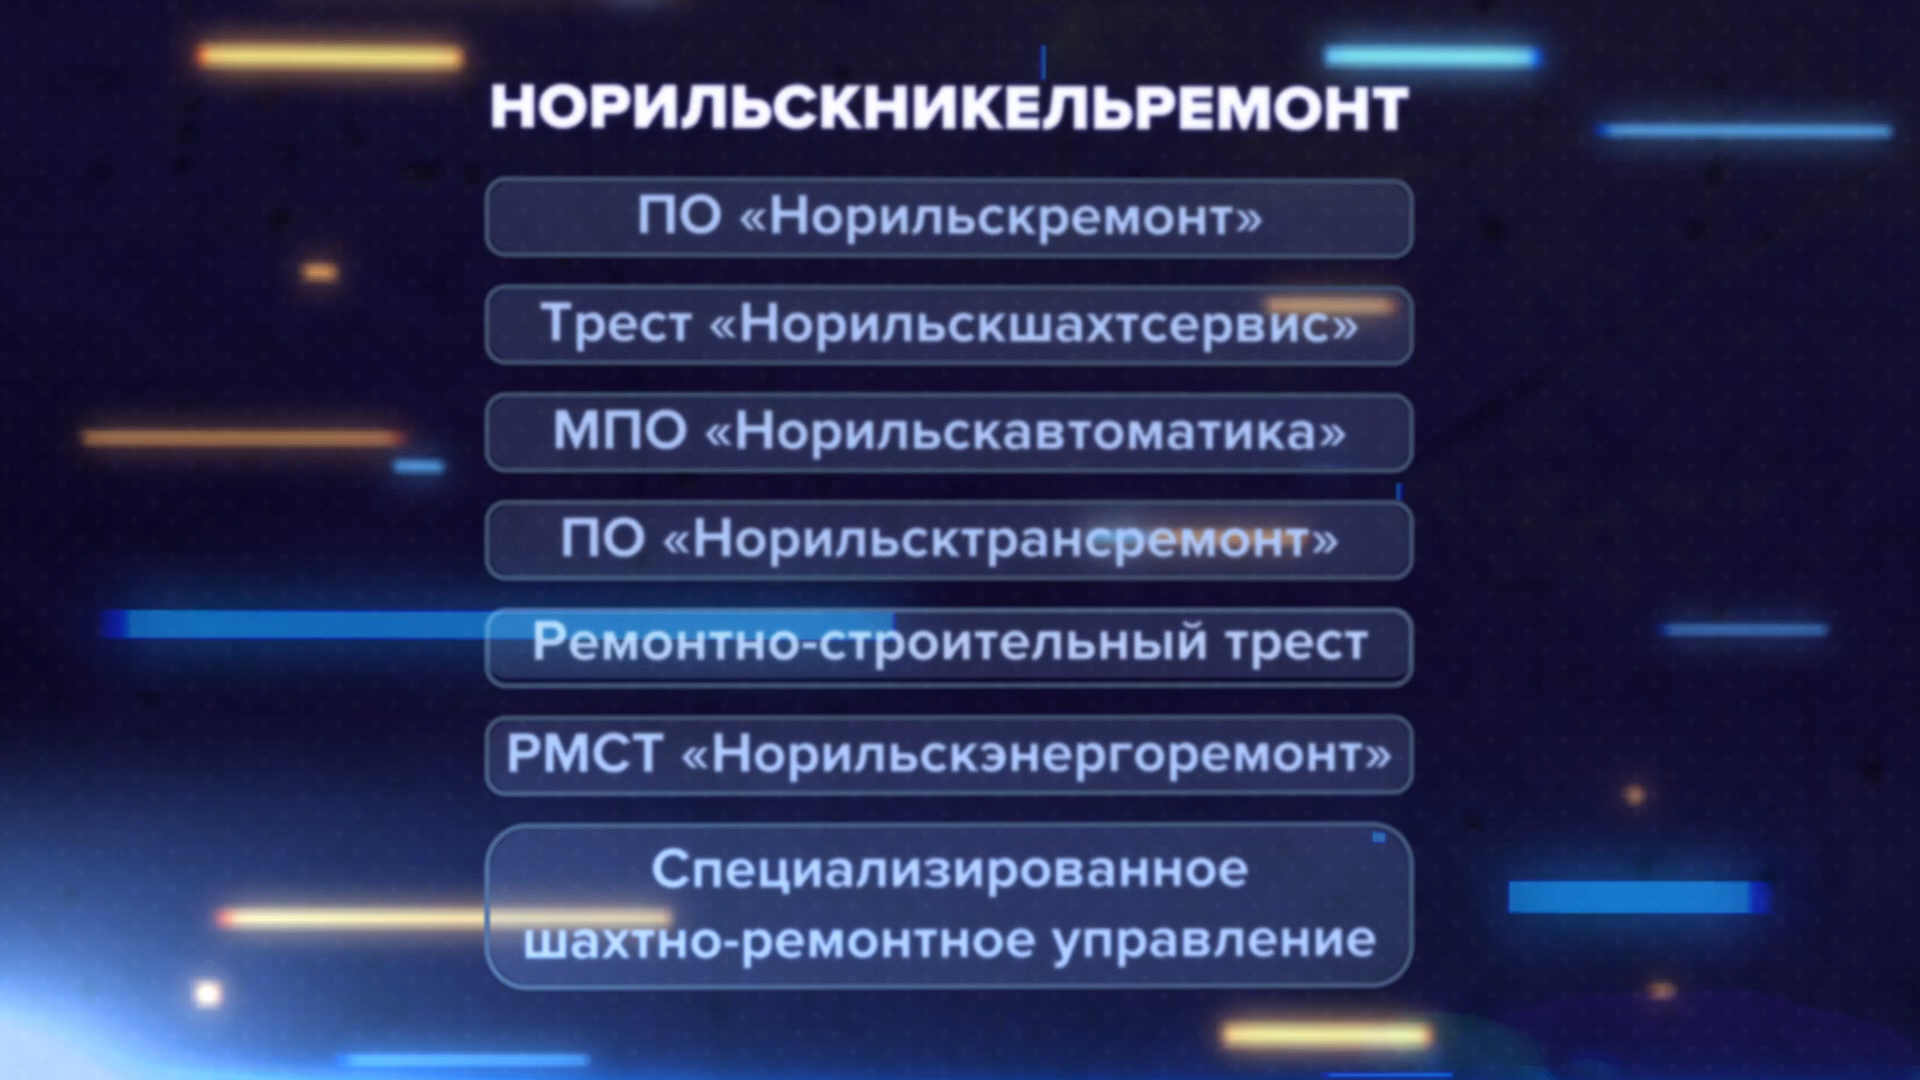 НОРИЛЬСКНИКЕЛЬРЕМОНТ
ПО «Норильскремонт»
Трест «Норильскшахтсервис»
МПО «Норильскавтоматика»
ПО «Норильсктрансремонт»
Ремонтно-строительный трест
РМСТ «Норильскэнергоремонт»
Специализированное
шахтно-ремонтное управление